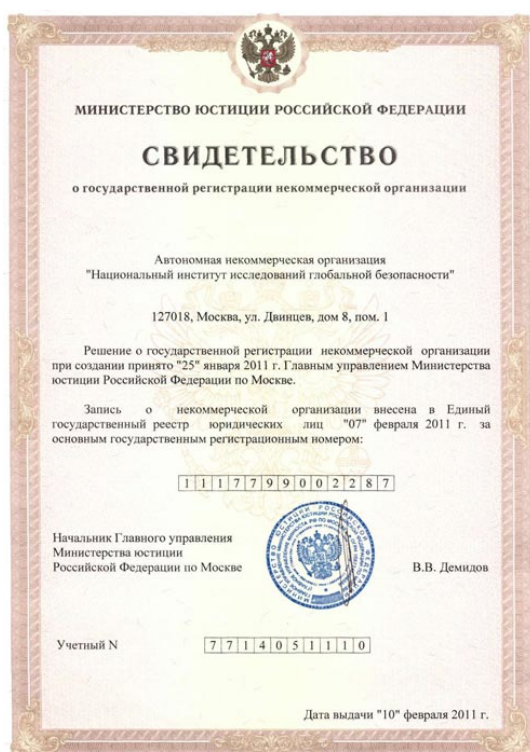 МИНИСТЕРСТВО ЮСТИЦИИ РОССИЙСКОЙ ФЕДЕРАЦИИ
СВИДЕТЕЛЬСТВО
о государственной регистрации некоммерческой организации
Автономная некоммерческая организация
"Национальный институт исследований глобальной безопасности"
127018, Москва, ул. Двинцев, дом 8, пом. 1
Решение о государственной регистрации некоммерческой организации
при создании принято "25" января 2011 г. Главным управлением Министерства
юстиции Российской Федерации по Москве.
Запись о некоммерческой организации внесена в Единый
государственный реестр юридических лиц "07" февраля 2011 г. за
основным государственным регистрационным номером:
1117799002287
Начальник Главного управления
Министерства юстиции
Российской Федерации по Москве
В.В. Демидов
Учетный N
7714051110
Дата выдачи "10" февраля 2011 г.